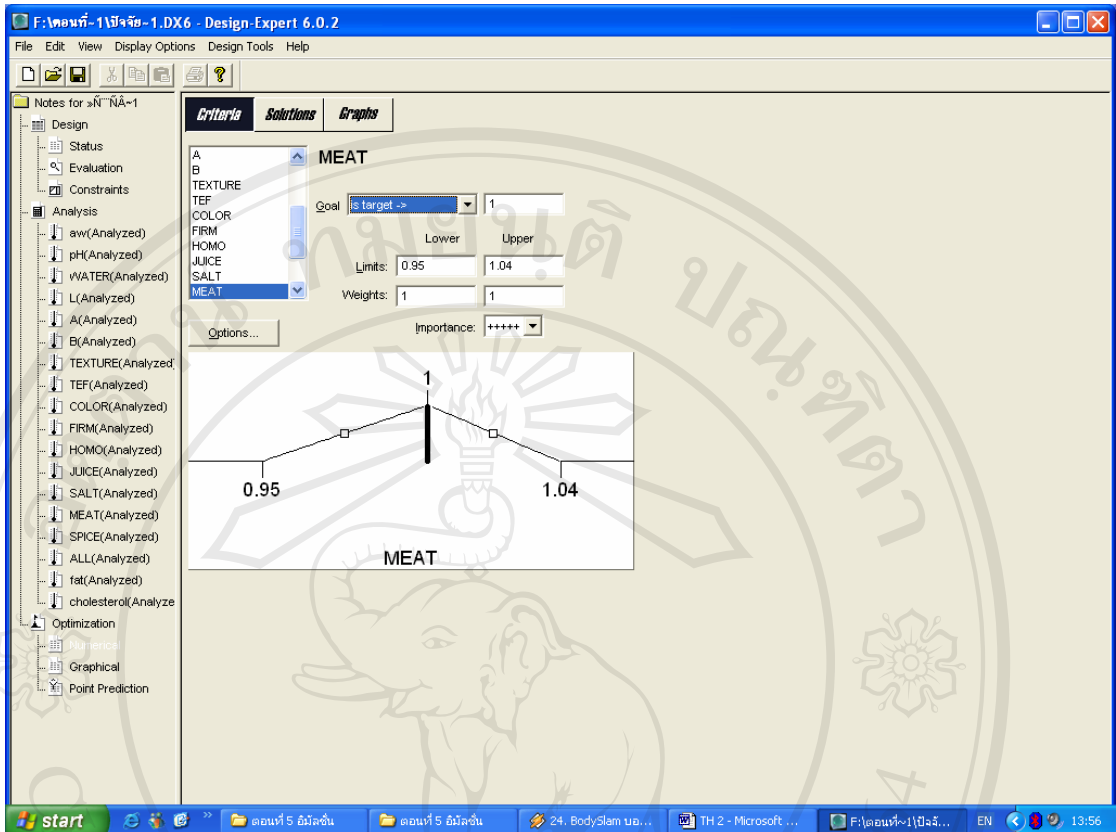 F:\ตอนที่~1\ปัจจัย~1.DX6 - Design-Expert 6.0.2
File Edit View Display Options Design Tools Help
Notes for »Ñ¨¨ÑÂ~1
Design
Status
Evaluation
Constraints
Analysis
aw(Analyzed)
pH(Analyzed)
WATER(Analyzed)
L(Analyzed)
A(Analyzed)
B(Analyzed)
TEXTURE(Analyzed
TEF(Analyzed)
COLOR(Analyzed)
FIRM(Analyzed)
HOMO(Analyzed)
JUICE(Analyzed)
SALT(Analyzed)
MEAT(Analyzed)
SPICE(Analyzed)
ALL(Analyzed)
fat(Analyzed)
cholesterol(Analyze
Optimization
Numerical
Graphical
Point Prediction
Criteria Solutions Graphs
A
B
TEXTURE
TEF
COLOR
FIRM
HOMO
JUICE
SALT
MEAT
Options...
MEAT
Goal is target -> 1
Lower Upper
Limits: 0.95 1.04
Weights: 1 1
Importance: +++++
1
0.95 1.04
MEAT
start ตอนที่ 5 อิมัลชั่น ตอนที่ 5 อิมัลชั่น 24. BodySlam บอ... TH 2 - Microsoft ... F:\ตอนที่~1\ปัจจั... EN 13:56